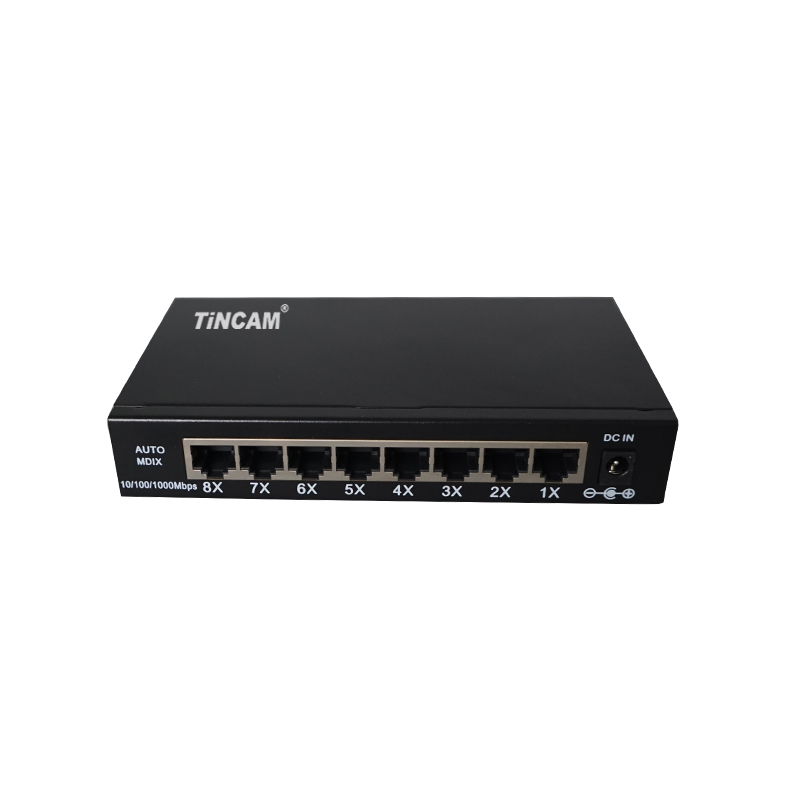 TiNCAM®
AUTO
MDIX
10/100/1000Mbps
8X 7X 6X 5X 4X 3X 2X 1X
DC IN